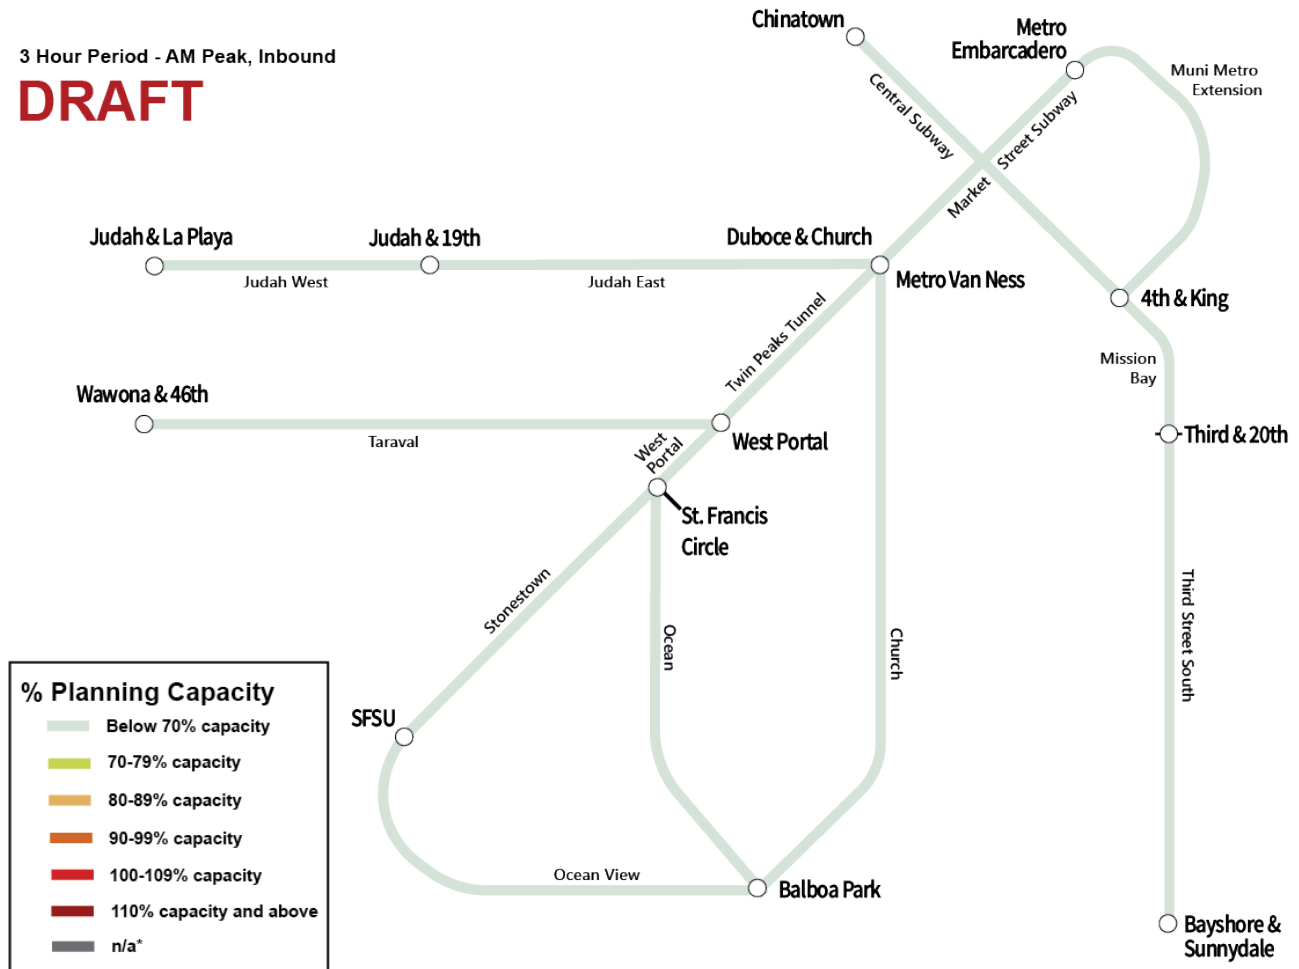 3 Hour Period - AM Peak, Inbound
DRAFT
Chinatown
Metro
Embarcadero
Muni Metro
Extension
Central Subway
Market Street Subway
Judah & La Playa
Judah & 19th
Duboce & Church
Judah West
Judah East
Metro Van Ness
4th & King
Twin Peaks Tunnel
Mission
Bay
Wawona & 46th
Taraval
West
Portal
West Portal
Third & 20th
St. Francis
Circle
Stonestown
Ocean
Church
Third Street South
SFSU
Ocean View
Balboa Park
Bayshore &
Sunnydale
% Planning Capacity
Below 70% capacity
70-79% capacity
80-89% capacity
90-99% capacity
100-109% capacity
110% capacity and above
n/a*